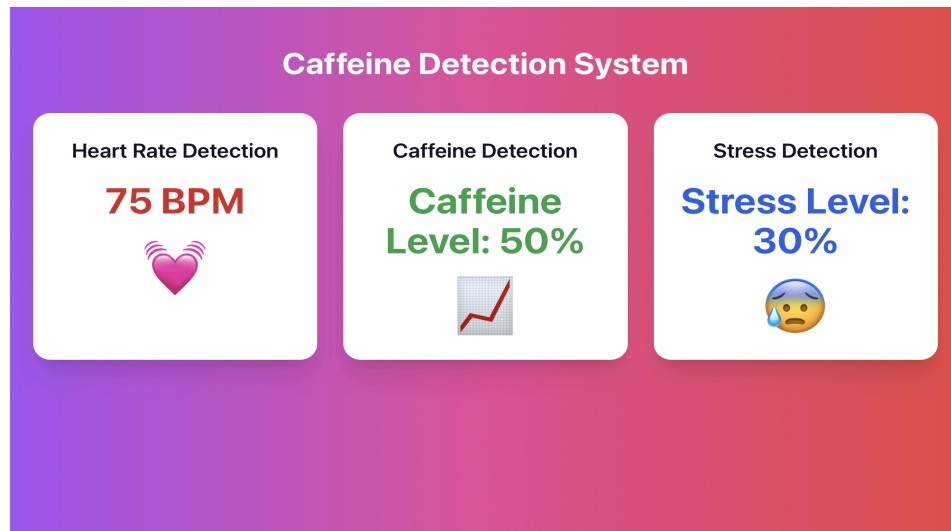 Caffeine Detection System
Heart Rate Detection
75 BPM
Caffeine Detection
Caffeine
Level: 50%
Stress Detection
Stress Level:
30%